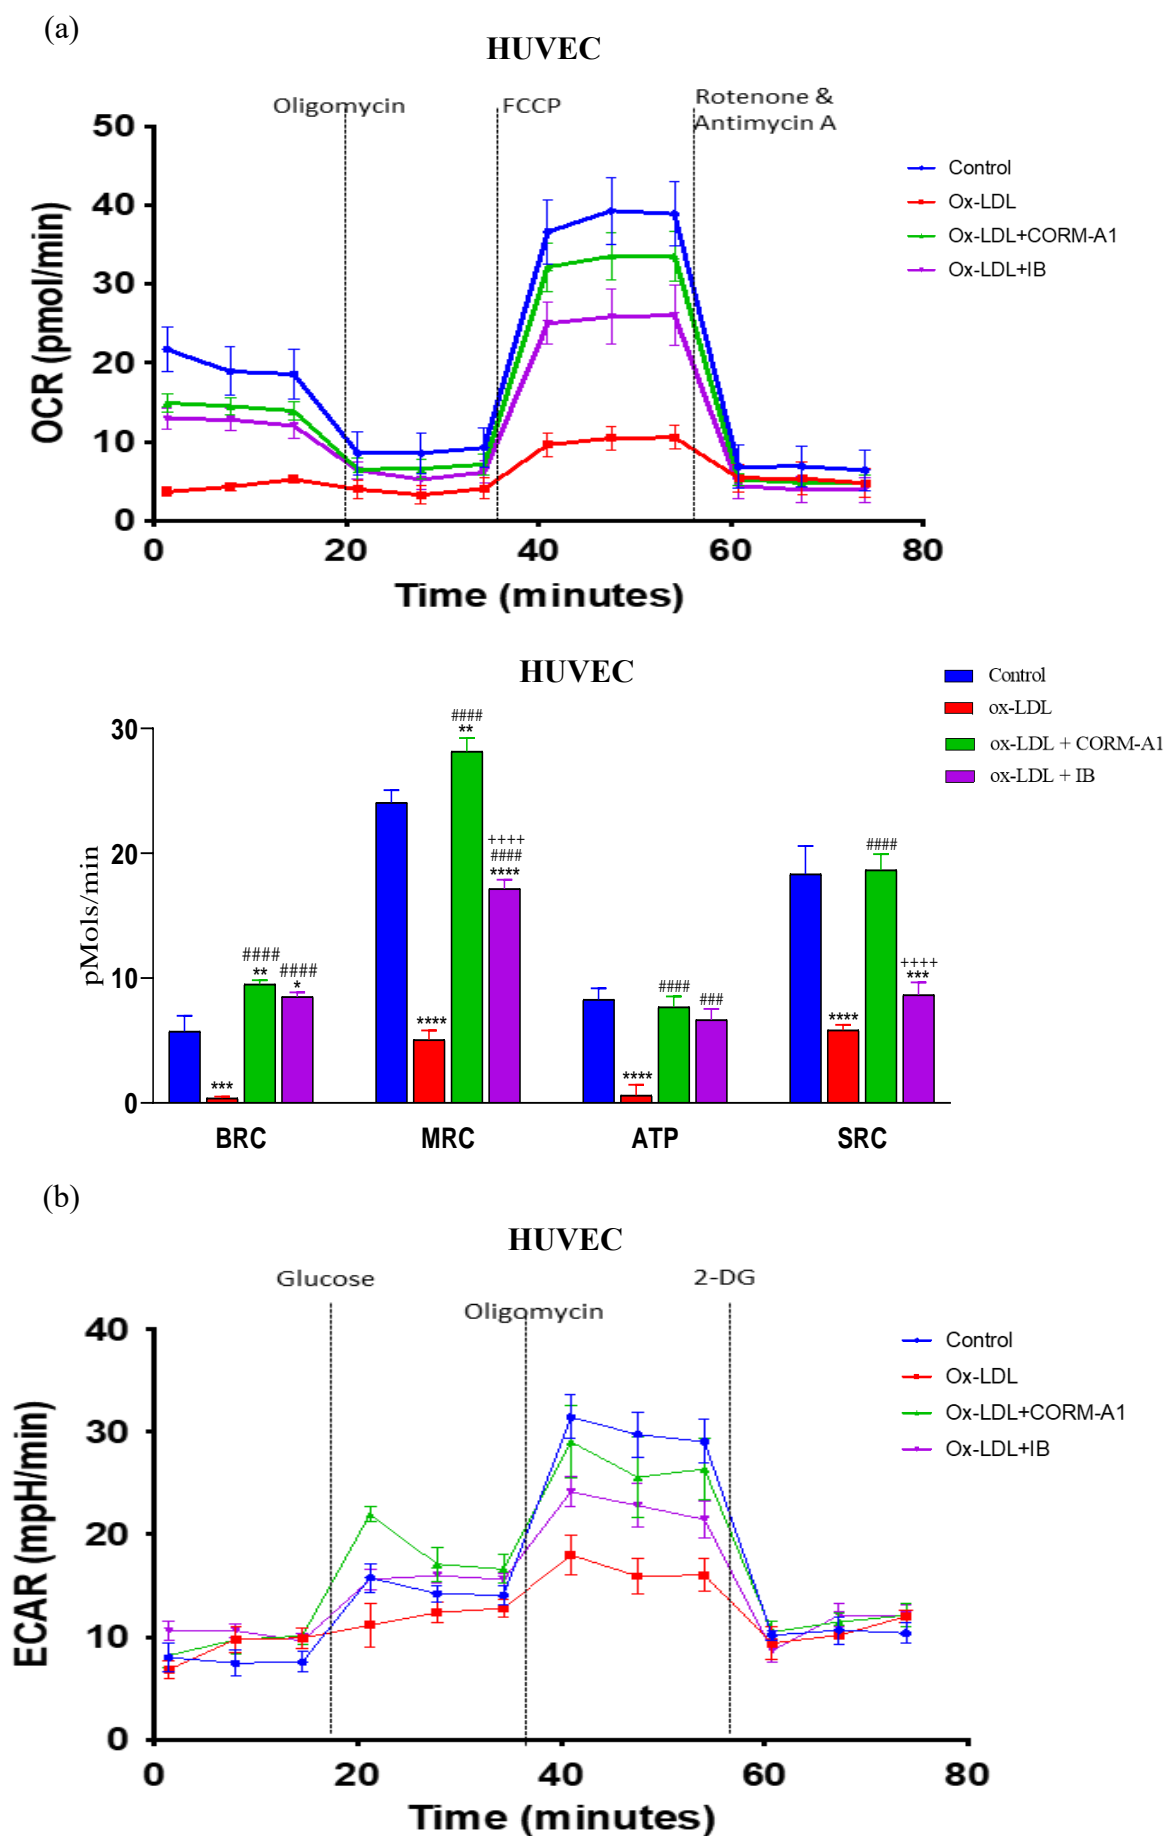 (a)
HUVEC
Oligomycin
FCCP
Rotenone &
Antimycin A
50
40
30
20
10
0
OCR (pmol/min)
0 20 40 60 80
Time (minutes)
Control
Ox-LDL
Ox-LDL+CORM-A1
Ox-LDL+IB
HUVEC
Control
ox-LDL
ox-LDL + CORM-A1
ox-LDL + IB
30
20
10
0
pMols/min
***
####
**
####
*
****
####
**
++++
####
****
****
####
###
****
####
++++
***
BRC MRC ATP SRC
(b)
HUVEC
Glucose
Oligomycin
2-DG
40
30
20
10
0
ECAR (mpH/min)
0 20 40 60 80
Time (minutes)
Control
Ox-LDL
Ox-LDL+CORM-A1
Ox-LDL+IB